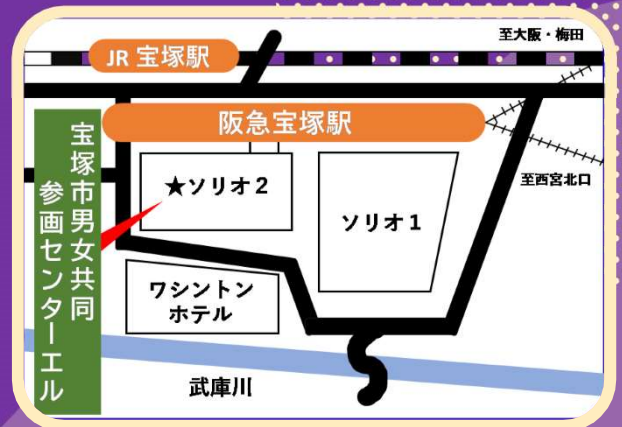 至大阪・梅田
JR 宝塚駅
阪急宝塚駅
至西宮北口
宝塚市男女共同
参画センターエル
★ソリオ2
ソリオ1
ワシントン
ホテル
武庫川